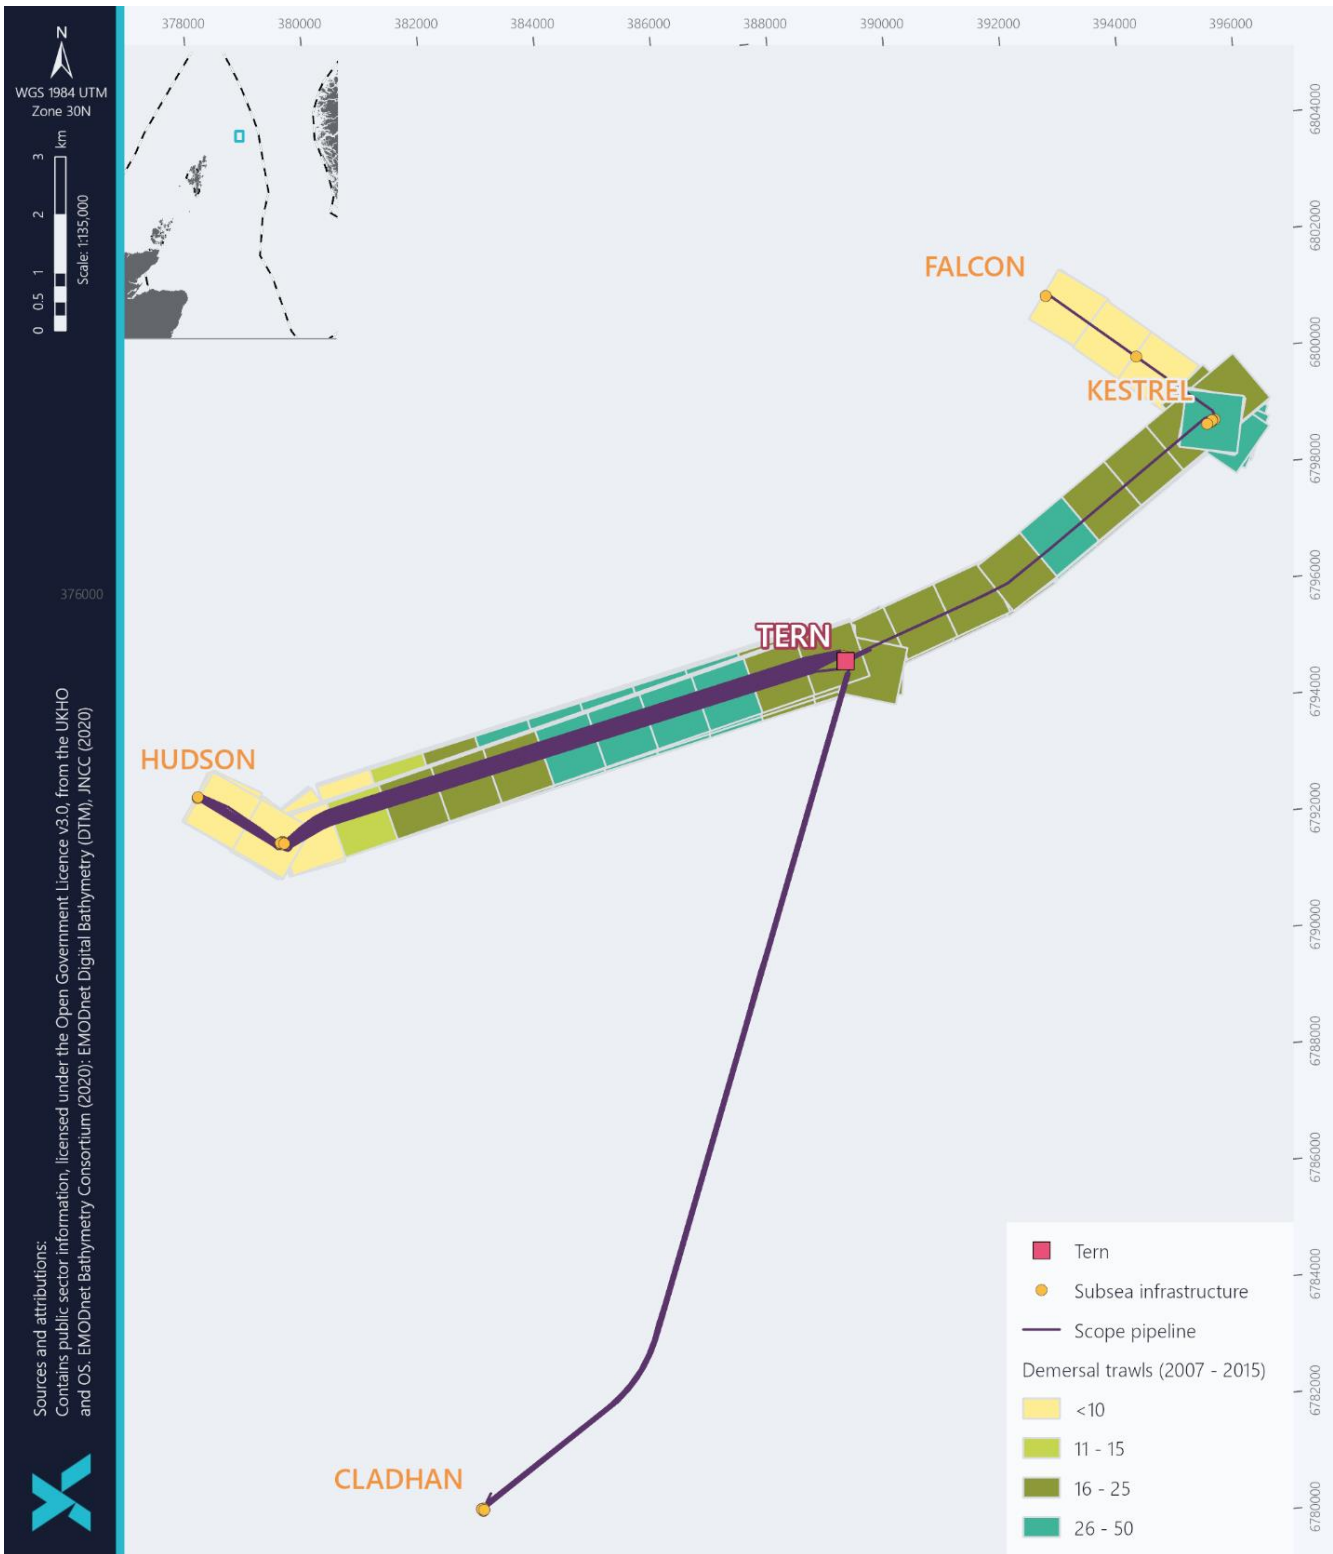 378000
380000
382000
384000
386000
388000
390000
392000
394000
396000
N
WGS 1984 UTM
Zone 30N
0 0.5 1 2 3
km
Scale: 1:135,000
376000
6804000
6802000
6800000
6798000
6796000
6794000
6792000
6790000
6788000
6786000
6784000
6782000
6780000
FALCON
KESTREL
TERN
HUDSON
CLADHAN
Sources and attributions:
Contains public sector information, licensed under the Open Government Licence v3.0, from the UKHO
and OS. EMODnet Bathymetry Consortium (2020): EMODnet Digital Bathymetry (DTM), JNCC (2020)
Tern
Subsea infrastructure
Scope pipeline
Demersal trawls (2007 - 2015)
<10
11 - 15
16 - 25
26 - 50